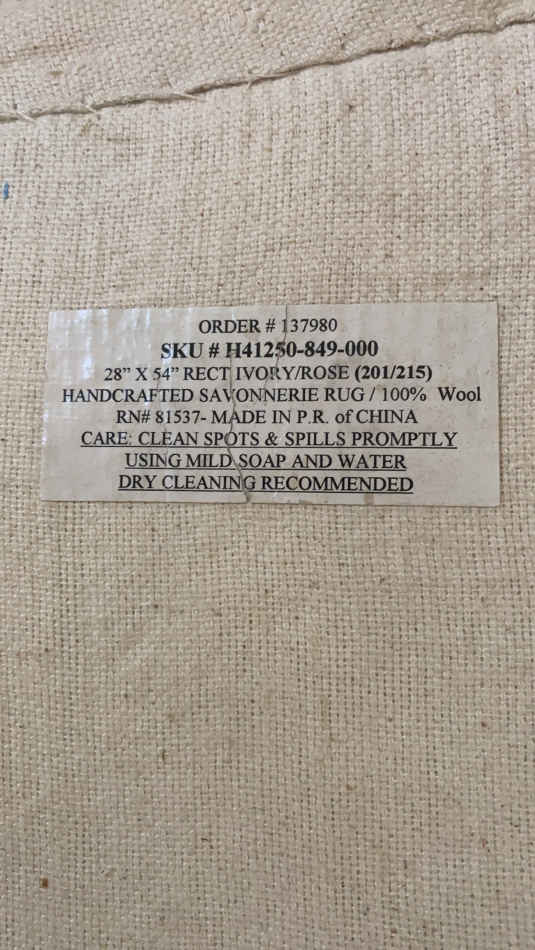 ORDER # 137980
SKU # H41250-849-000
28” X 54” RECT IVORY/ROSE (201/215)
HANDCRAFTED SAVONNERIE RUG / 100% Wool
RN# 81537- MADE IN P.R. of CHINA
CARE: CLEAN SPOTS & SPILLS PROMPTLY
USING MILD SOAP AND WATER
DRY CLEANING RECOMMENDED